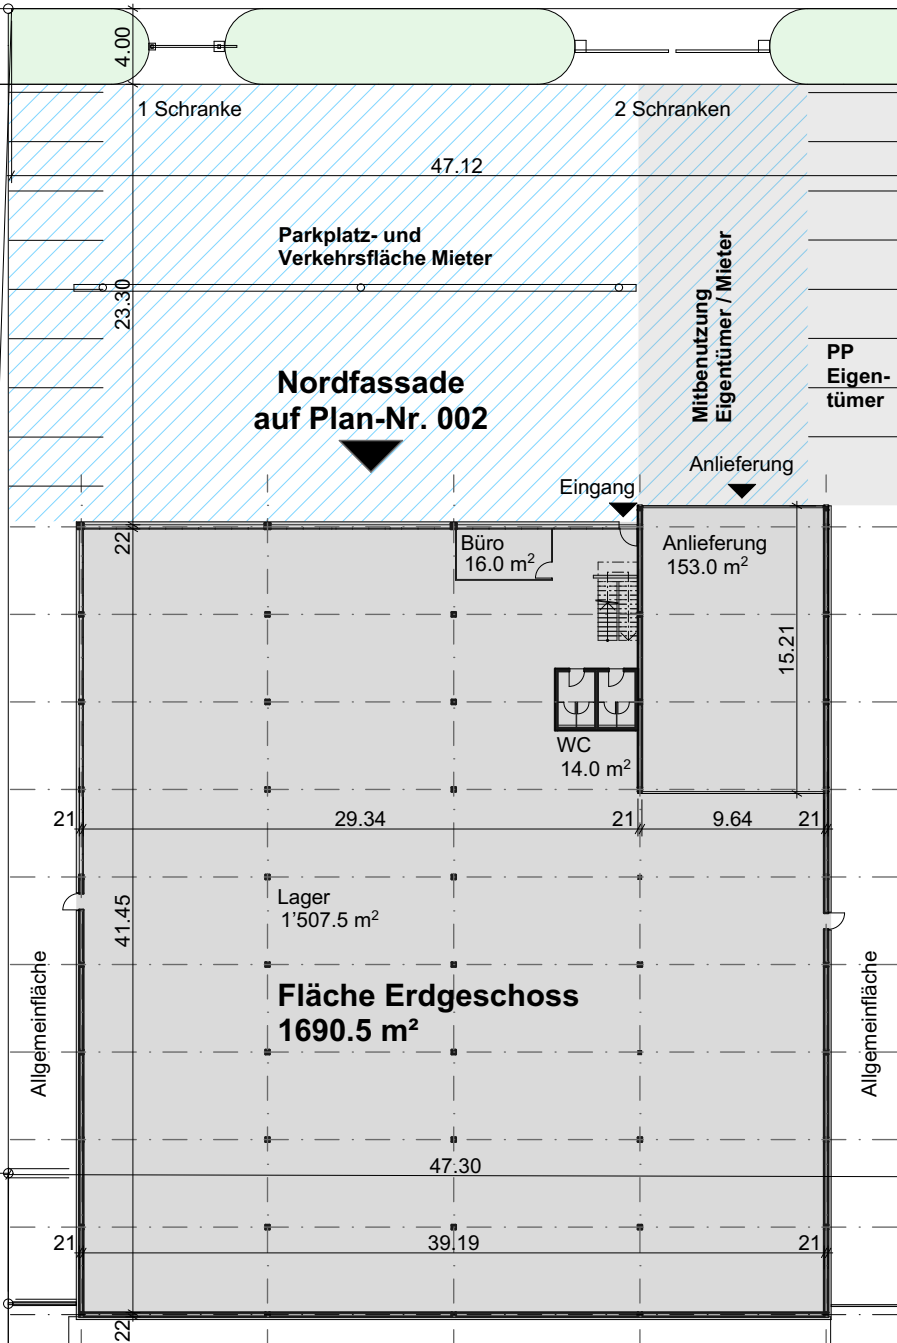 4.00
1 Schranke
2 Schranken
47.12
Parkplatz- und
Verkehrsfläche Mieter
23.30
Mitbenutzung
Eigentümer / Mieter
PP
Eigen-
tümer
Nordfassade
auf Plan-Nr. 002
Anlieferung
Eingang
22
Büro
16.0 m²
Anlieferung
153.0 m²
15.21
WC
14.0 m²
21
29.34
21
9.64
21
Lager
1’507.5 m²
41.45
Allgemeinfläche
Allgemeinfläche
Fläche Erdgeschoss
1690.5 m²
47.30
21
39.19
21
22